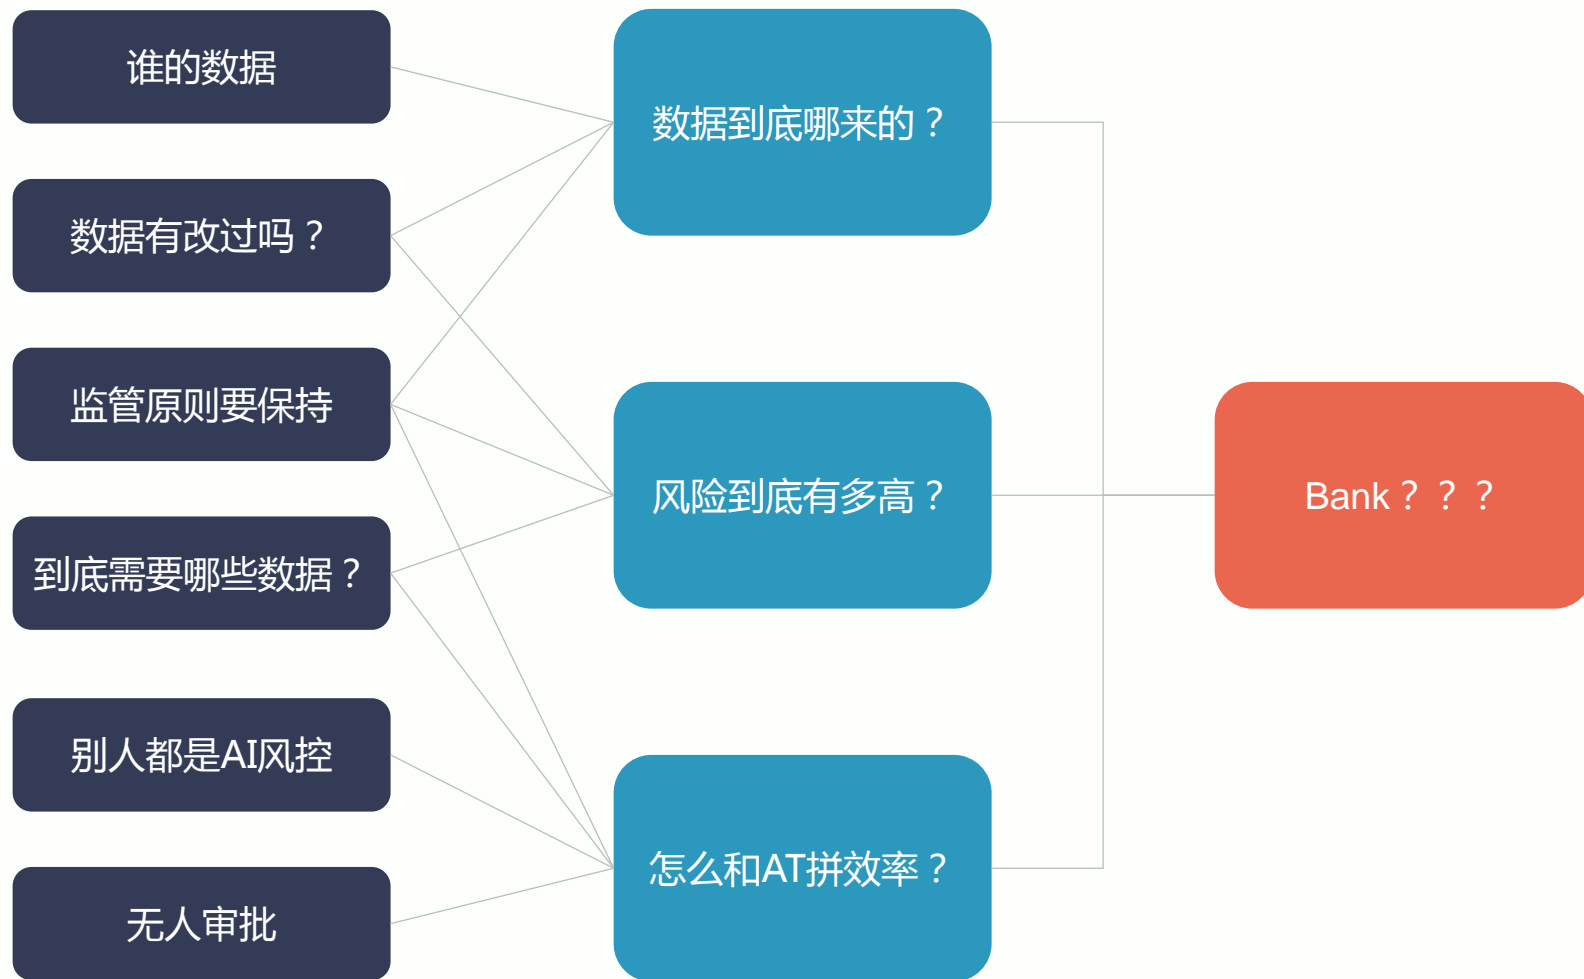 谁的数据
数据有改过吗？
监管原则要保持
到底需要哪些数据？
别人都是AI风控
无人审批
数据到底哪来的？
风险到底有多高？
怎么和AT拼效率？
Bank？？？